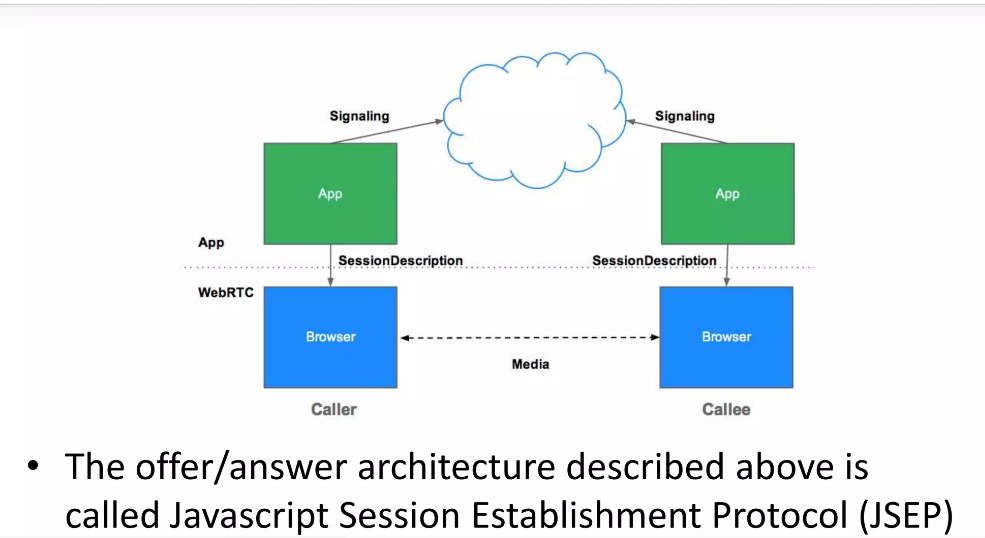 Signaling
Signaling
App
App
App
SessionDescription
SessionDescription
WebRTC
Browser
Browser
Media
Caller
Callee
• The offer/answer architecture described above is
called Javascript Session Establishment Protocol (JSEP)